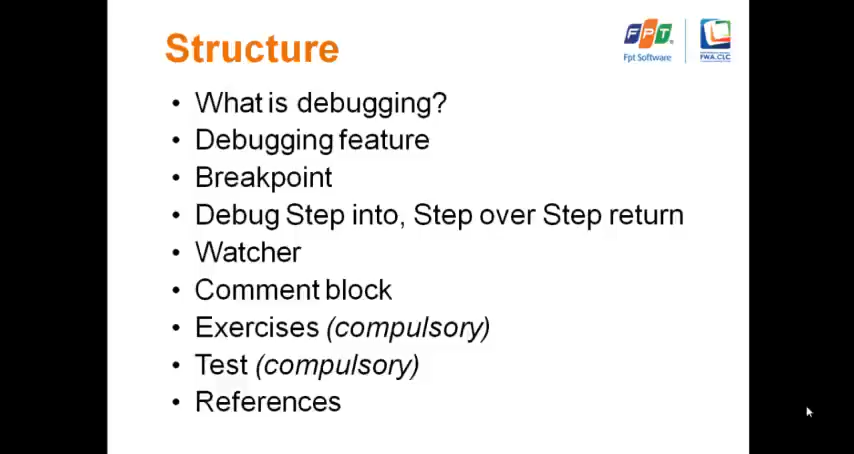 Structure
FPT
Fpt Software
FWA.CLC
• What is debugging?
• Debugging feature
• Breakpoint
• Debug Step into, Step over Step return
• Watcher
• Comment block
• Exercises (compulsory)
• Test (compulsory)
• References